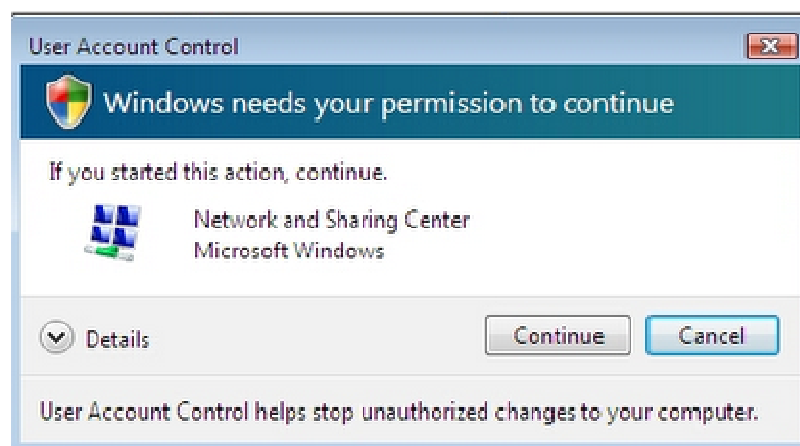 User Account Control
Windows needs your permission to continue
If you started this action, continue.
Network and Sharing Center
Microsoft Windows
Details
Continue
Cancel
User Account Control helps stop unauthorized changes to your computer.